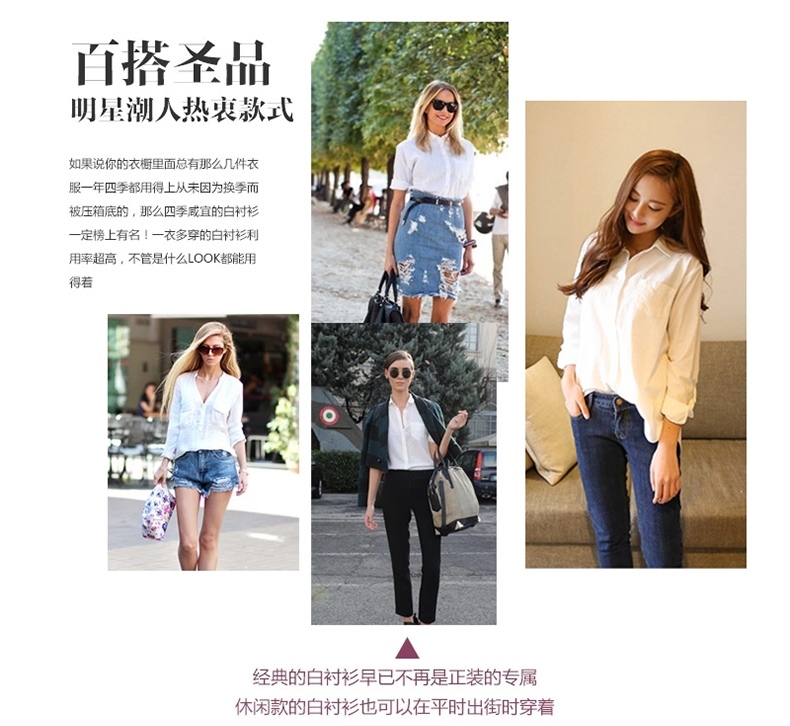 百搭圣品
明星潮人热衷款式
如果说你的衣橱里面总有那么几件衣
服一年四季都用得上从未因为换季而
被压箱底的，那么四季咸宜的白衬衫
一定榜上有名！一衣多穿的白衬衫利
用率超高，不管是什么LOOK都能用
得着
经典的白衬衫早已不再是正装的专属
休闲款的白衬衫也可以在平时出街时穿着